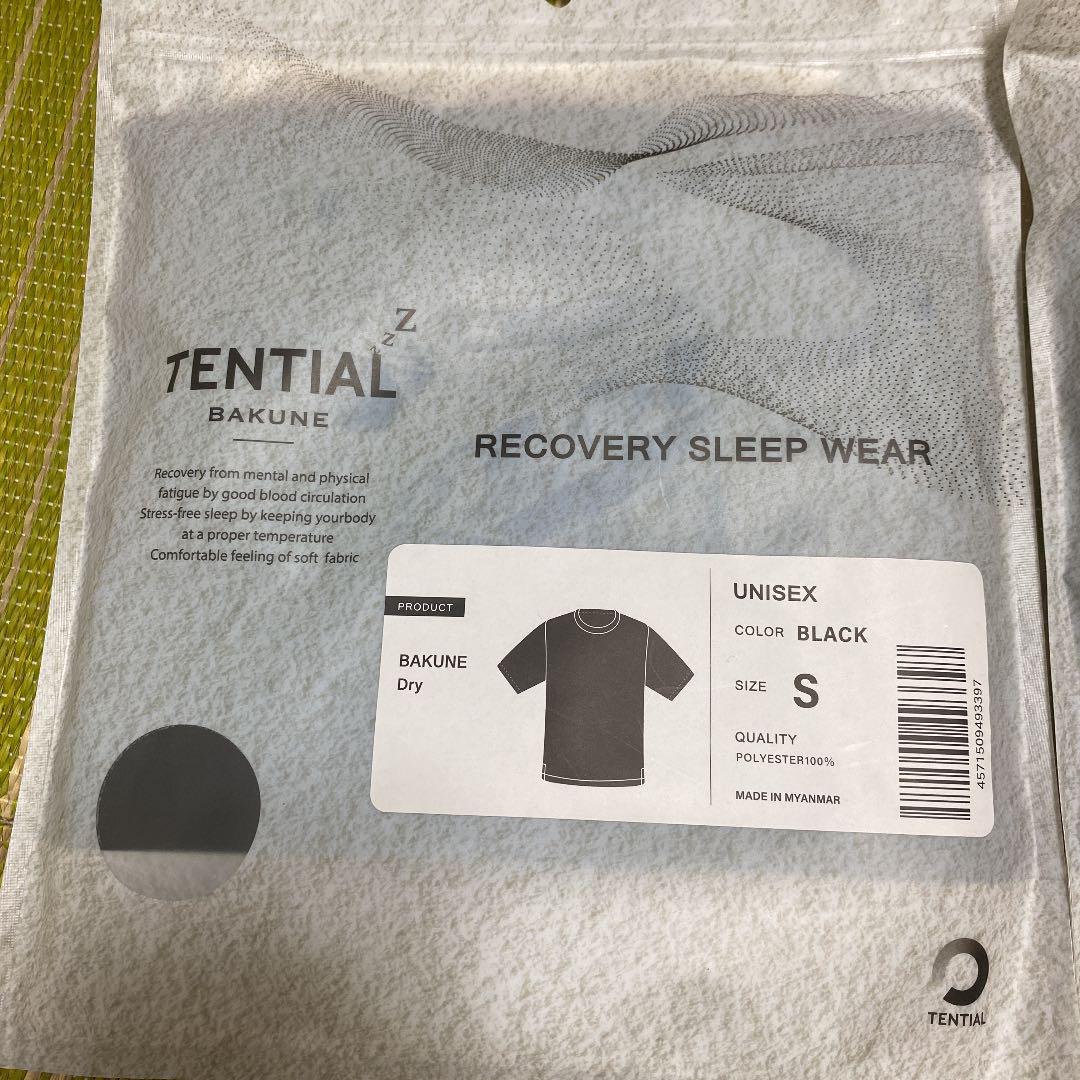 z
z
Z
TENTIAL
BAKUNE
Recovery from mental and physical
fatigue by good blood circulation
Stress-free sleep by keeping yourbody
at a proper temperature
Comfortable feeling of soft fabric
RECOVERY SLEEP WEAR
PRODUCT
BAKUNE
Dry
UNISEX
COLOR BLACK
SIZE S
QUALITY
POLYESTER100%
MADE IN MYANMAR
4571509493397
TENTIAL